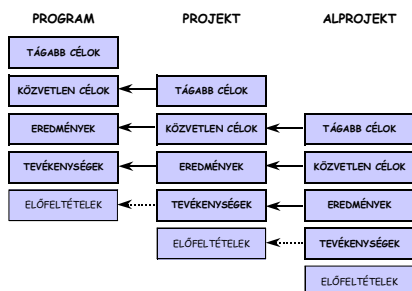 PROGRAM PROJEKT ALPROJEKT
TÁGABB CÉLOK
KÖZVETLEN CÉLOK TÁGABB CÉLOK
EREDMÉNYEK KÖZVETLEN CÉLOK TÁGABB CÉLOK
TEVÉKENYSÉGEK EREDMÉNYEK KÖZVETLEN CÉLOK
ELŐFELTÉTELEK TEVÉKENYSÉGEK EREDMÉNYEK
ELŐFELTÉTELEK TEVÉKENYSÉGEK
ELŐFELTÉTELEK